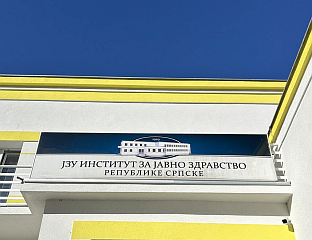 ЈЗУ ИНСТИТУТ ЗА ЈАВНО ЗДРАВСТВО
РЕПУБЛИКЕ СРПСКЕ